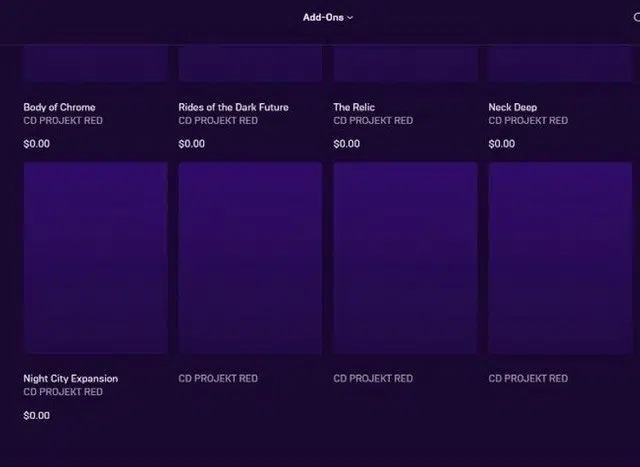 Add-Ons
Body of Chrome
CD PROJEKT RED
$0.00
Rides of the Dark Future
CD PROJEKT RED
$0.00
The Relic
CD PROJEKT RED
$0.00
Neck Deep
CD PROJEKT RED
$0.00
Night City Expansion
CD PROJEKT RED
$0.00
CD PROJEKT RED
CD PROJEKT RED
CD PROJEKT RED